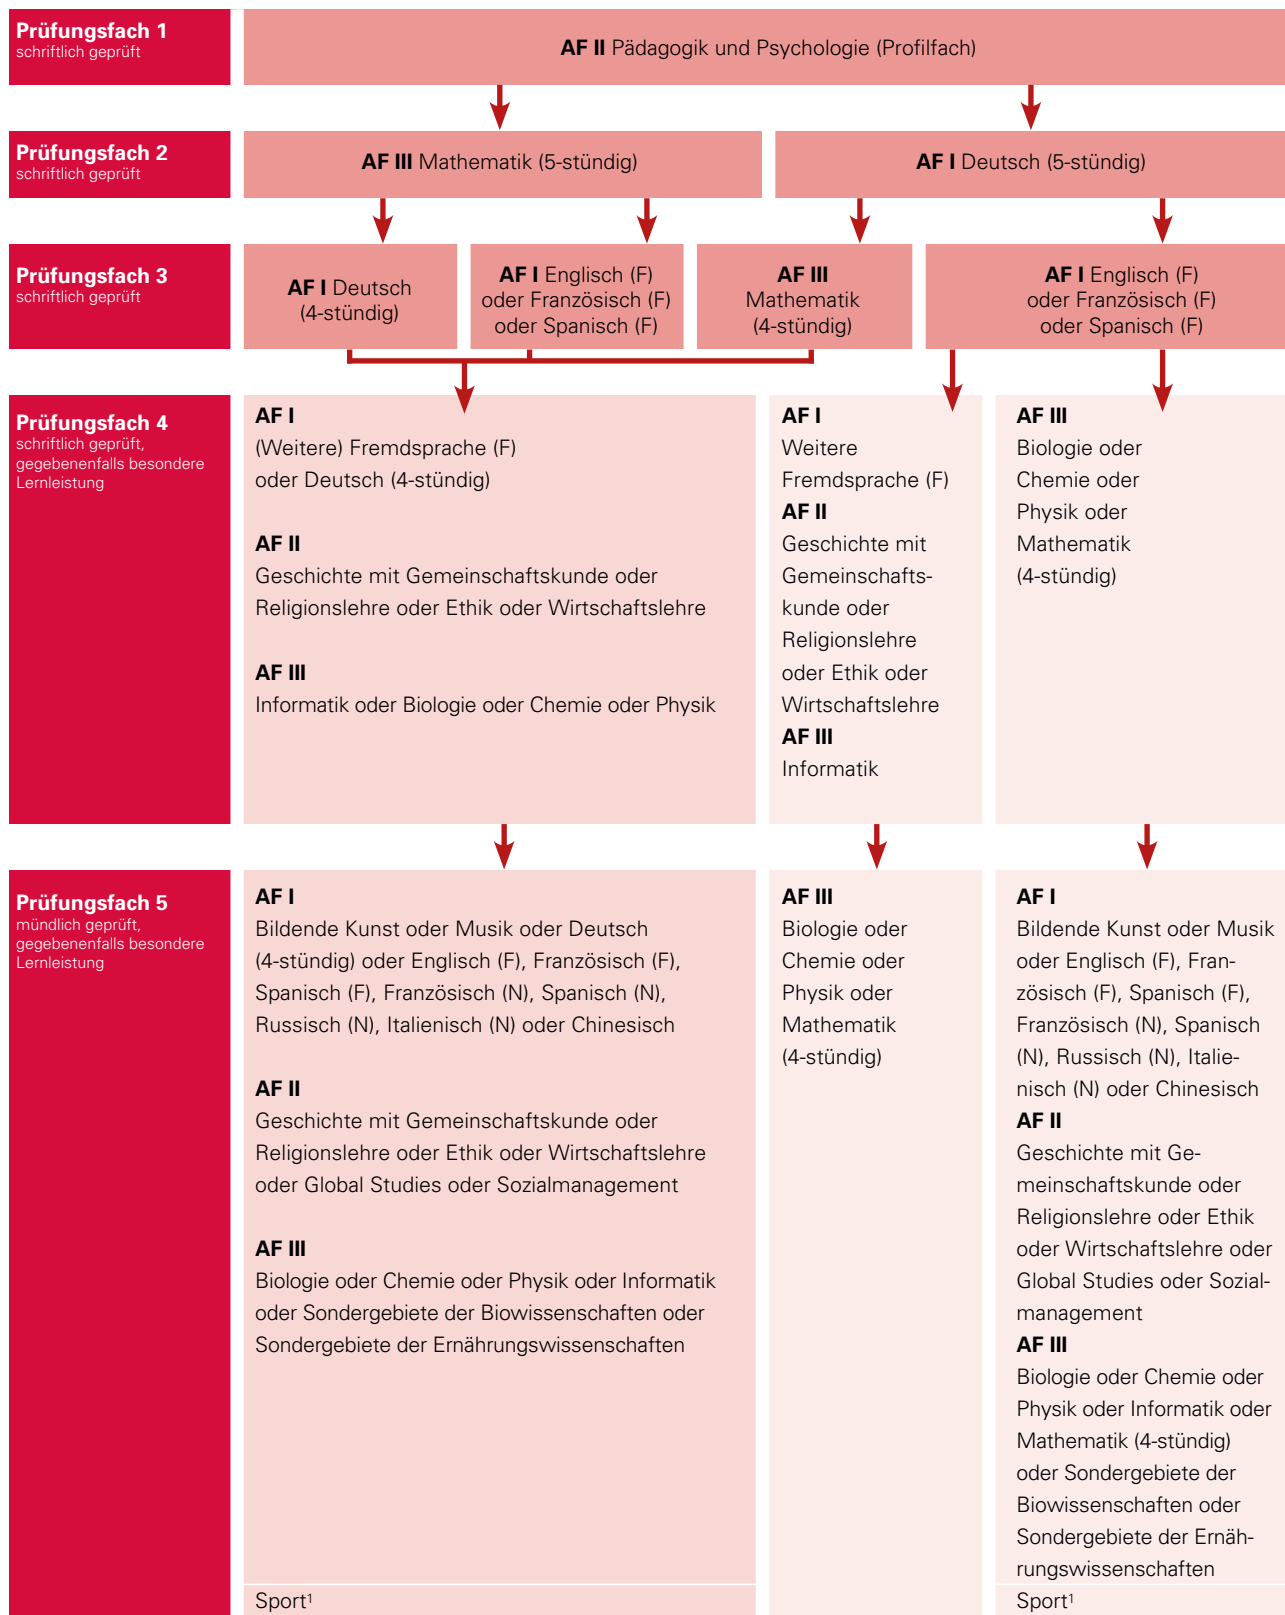 Prüfungsfach 1
schriftlich geprüft
AF II Pädagogik und Psychologie (Profilfach)
Prüfungsfach 2
schriftlich geprüft
AF III Mathematik (5-stündig)
AF I Deutsch (5-stündig)
Prüfungsfach 3
schriftlich geprüft
AF I Deutsch
(4-stündig)
AF I Englisch (F)
oder Französisch (F)
oder Spanisch (F)
AF III
Mathematik
(4-stündig)
AF I Englisch (F)
oder Französisch (F)
oder Spanisch (F)
Prüfungsfach 4
schriftlich geprüft,
gegebenenfalls besondere
Lernleistung
AF I
(Weitere) Fremdsprache (F)
oder Deutsch (4-stündig)
AF II
Geschichte mit Gemeinschaftskunde oder
Religionslehre oder Ethik oder Wirtschaftslehre
AF III
Informatik oder Biologie oder Chemie oder Physik
AF I
Weitere
Fremdsprache (F)
AF II
Geschichte mit
Gemeinschafts-
kunde oder
Religionslehre
oder Ethik oder
Wirtschaftslehre
AF III
Informatik
AF III
Biologie oder
Chemie oder
Physik oder
Mathematik
(4-stündig)
Prüfungsfach 5
mündlich geprüft,
gegebenenfalls besondere
Lernleistung
AF I
Bildende Kunst oder Musik oder Deutsch
(4-stündig) oder Englisch (F), Französisch (F),
Spanisch (F), Französisch (N), Spanisch (N),
Russisch (N), Italienisch (N) oder Chinesisch
AF II
Geschichte mit Gemeinschaftskunde oder
Religionslehre oder Ethik oder Wirtschaftslehre
oder Global Studies oder Sozialmanagement
AF III
Biologie oder Chemie oder Physik oder Informatik
oder Sondergebiete der Biowissenschaften oder
Sondergebiete der Ernährungswissenschaften
Sport¹
AF III
Biologie oder
Chemie oder
Physik oder
Mathematik
(4-stündig)
AF I
Bildende Kunst oder Musik
oder Englisch (F), Fran-
zösisch (F), Spanisch (F),
Französisch (N), Spanisch
(N), Russisch (N), Italie-
nisch (N) oder Chinesisch
AF II
Geschichte mit Ge-
meinschaftskunde oder
Religionslehre oder Ethik
oder Wirtschaftslehre oder
Global Studies oder Sozial-
management
AF III
Biologie oder Chemie oder
Physik oder Informatik oder
Mathematik (4-stündig)
oder Sondergebiete der
Biowissenschaften oder
Sondergebiete der Ernäh-
rungswissenschaften
Sport¹